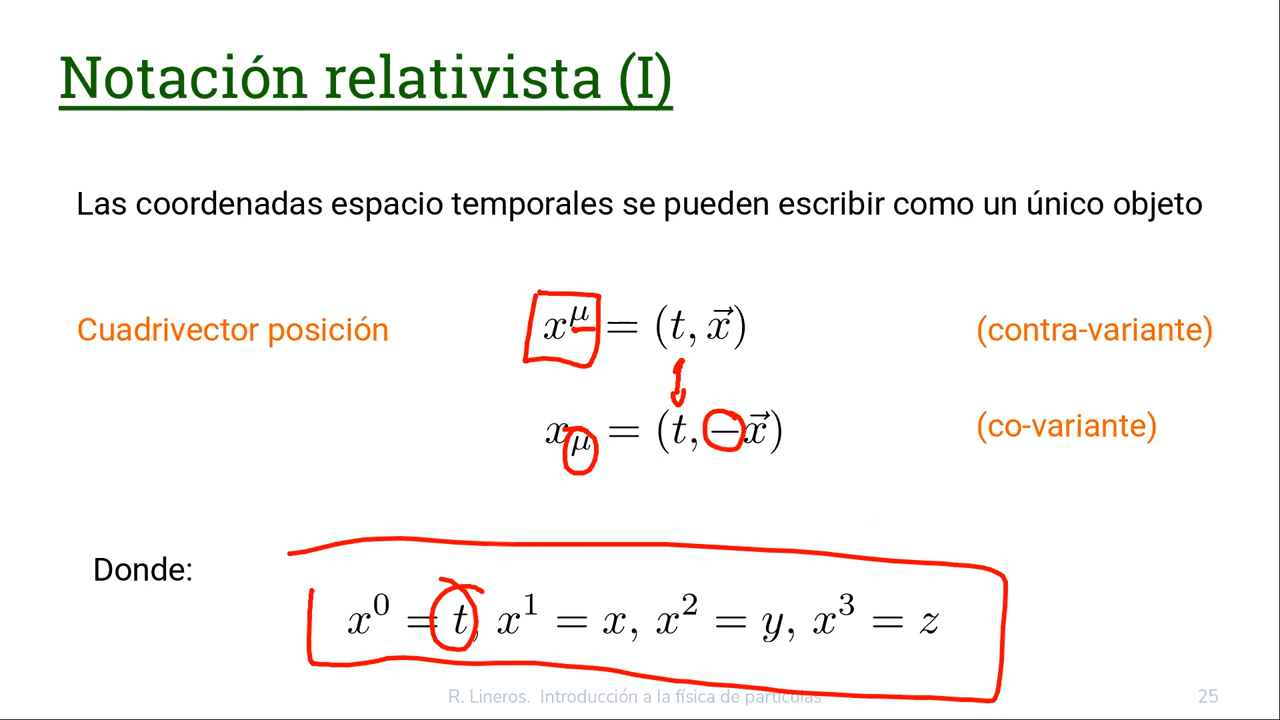 Notación relativista (I)
Las coordenadas espacio temporales se pueden escribir como un único objeto
Cuadrivector posición x^μ = (t, x⃗) (contra-variante)
x_μ = (t, −x⃗) (co-variante)
Donde:
x^0 = t, x^1 = x, x^2 = y, x^3 = z
R. Lineros. Introducción a la física de partículas 25